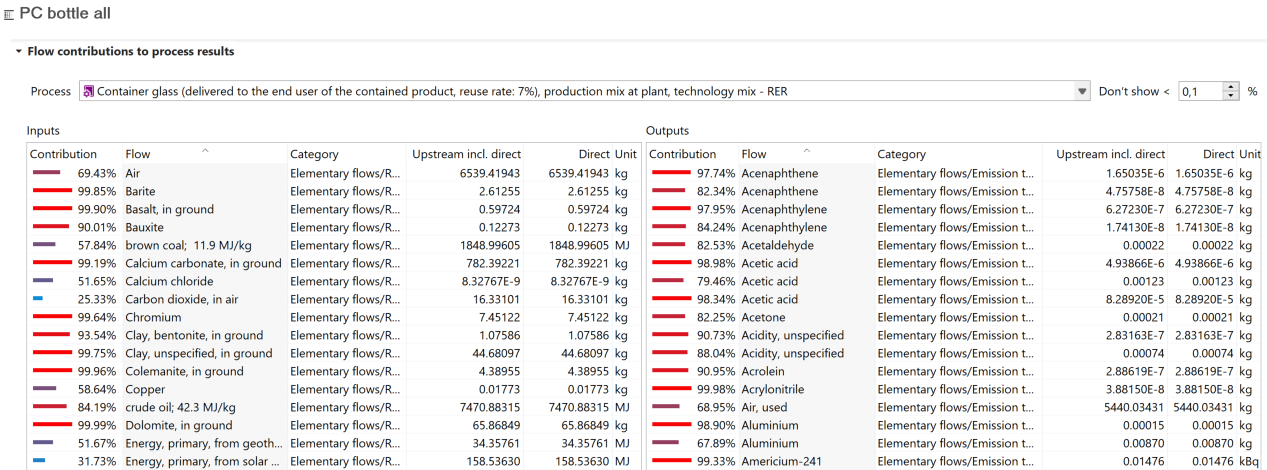 PC bottle all
Flow contributions to process results
Process Container glass (delivered to the end user of the contained product, reuse rate: 7%), production mix at plant, technology mix - RER Don't show < 0,1 %
Inputs
Contribution Flow Category Upstream incl. direct Direct Unit
69.43% Air Elementary flows/R... 6539.41943 6539.41943 kg
99.85% Barite Elementary flows/R... 2.61255 2.61255 kg
99.90% Basalt, in ground Elementary flows/R... 0.59724 0.59724 kg
90.01% Bauxite Elementary flows/R... 0.12273 0.12273 kg
57.84% brown coal; 11.9 MJ/kg Elementary flows/R... 1848.99605 1848.99605 MJ
99.19% Calcium carbonate, in ground Elementary flows/R... 782.39221 782.39221 kg
51.65% Calcium chloride Elementary flows/R... 8.32767E-9 8.32767E-9 kg
25.33% Carbon dioxide, in air Elementary flows/R... 16.33101 16.33101 kg
99.64% Chromium Elementary flows/R... 7.45122 7.45122 kg
93.54% Clay, bentonite, in ground Elementary flows/R... 1.07586 1.07586 kg
99.75% Clay, unspecified, in ground Elementary flows/R... 44.68097 44.68097 kg
99.96% Colemanite, in ground Elementary flows/R... 4.38955 4.38955 kg
58.64% Copper Elementary flows/R... 0.01773 0.01773 kg
84.19% crude oil; 42.3 MJ/kg Elementary flows/R... 7470.88315 7470.88315 MJ
99.99% Dolomite, in ground Elementary flows/R... 65.86849 65.86849 kg
51.67% Energy, primary, from geoth... Elementary flows/R... 34.35761 34.35761 MJ
31.73% Energy, primary, from solar ... Elementary flows/R... 158.53630 158.53630 MJ
Outputs
Contribution Flow Category Upstream incl. direct Direct Unit
97.74% Acenaphthene Elementary flows/Emission t... 1.65035E-6 1.65035E-6 kg
82.34% Acenaphthene Elementary flows/Emission t... 4.75758E-8 4.75758E-8 kg
97.95% Acenaphthylene Elementary flows/Emission t... 6.27230E-7 6.27230E-7 kg
84.24% Acenaphthylene Elementary flows/Emission t... 1.74130E-8 1.74130E-8 kg
82.53% Acetaldehyde Elementary flows/Emission t... 0.00022 0.00022 kg
98.98% Acetic acid Elementary flows/Emission t... 4.93866E-6 4.93866E-6 kg
79.46% Acetic acid Elementary flows/Emission t... 0.00123 0.00123 kg
98.34% Acetic acid Elementary flows/Emission t... 8.28920E-5 8.28920E-5 kg
82.25% Acetone Elementary flows/Emission t... 0.00021 0.00021 kg
90.73% Acidity, unspecified Elementary flows/Emission t... 2.83163E-7 2.83163E-7 kg
88.04% Acidity, unspecified Elementary flows/Emission t... 0.00074 0.00074 kg
90.95% Acrolein Elementary flows/Emission t... 2.88619E-7 2.88619E-7 kg
99.98% Acrylonitrile Elementary flows/Emission t... 3.88150E-8 3.88150E-8 kg
68.95% Air, used Elementary flows/Emission t... 5440.03431 5440.03431 kg
98.90% Aluminium Elementary flows/Emission t... 0.00015 0.00015 kg
67.89% Aluminium Elementary flows/Emission t... 0.00870 0.00870 kg
99.33% Americium-241 Elementary flows/Emission t... 0.01476 0.01476 kBq